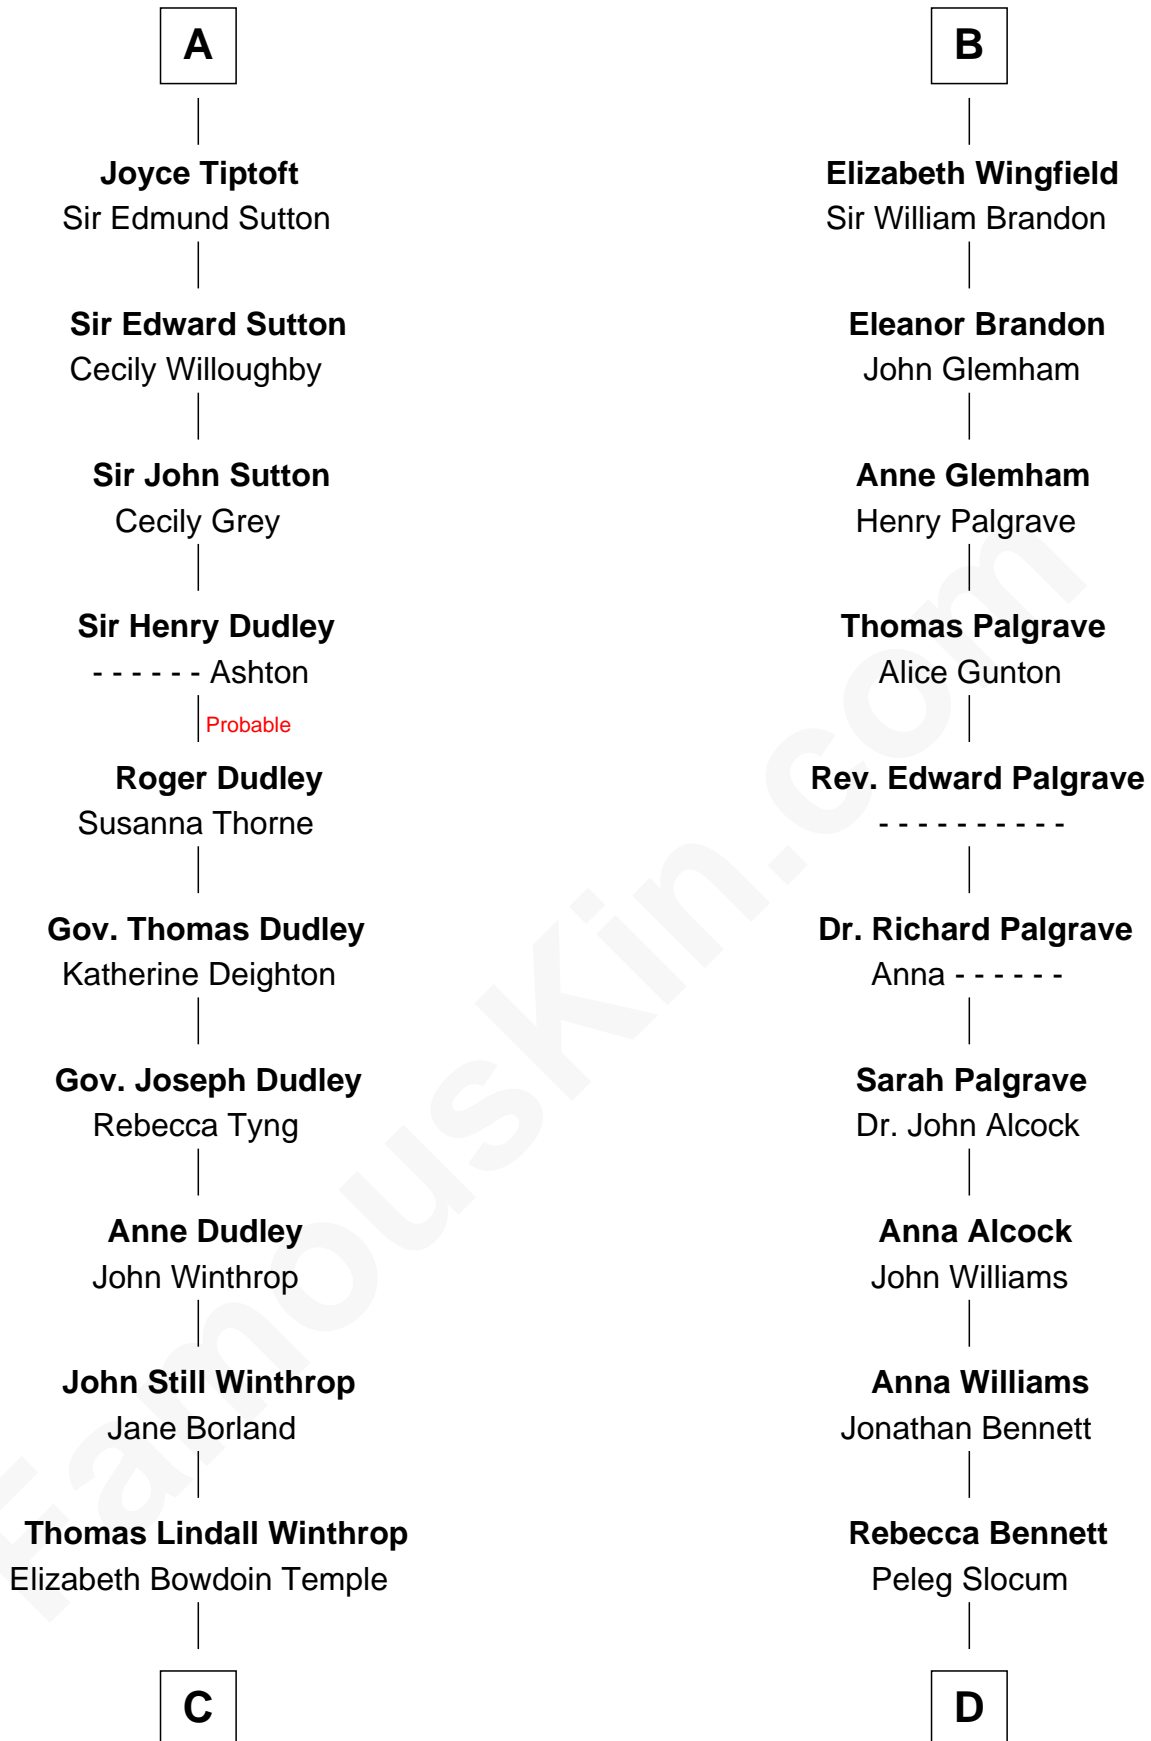 A
Joyce Tiptoft
Sir Edmund Sutton
Sir Edward Sutton
Cecily Willoughby
Sir John Sutton
Cecily Grey
Sir Henry Dudley
- - - - - - Ashton
Probable
Roger Dudley
Susanna Thorne
Gov. Thomas Dudley
Katherine Deighton
Gov. Joseph Dudley
Rebecca Tyng
Anne Dudley
John Winthrop
John Still Winthrop
Jane Borland
Thomas Lindall Winthrop
Elizabeth Bowdoin Temple
C
B
Elizabeth Wingfield
Sir William Brandon
Eleanor Brandon
John Glemham
Anne Glemham
Henry Palgrave
Thomas Palgrave
Alice Gunton
Rev. Edward Palgrave
- - - - - - - - - -
Dr. Richard Palgrave
Anna - - - - - -
Sarah Palgrave
Dr. John Alcock
Anna Alcock
John Williams
Anna Williams
Jonathan Bennett
Rebecca Bennett
Peleg Slocum
D
FamousKin.com